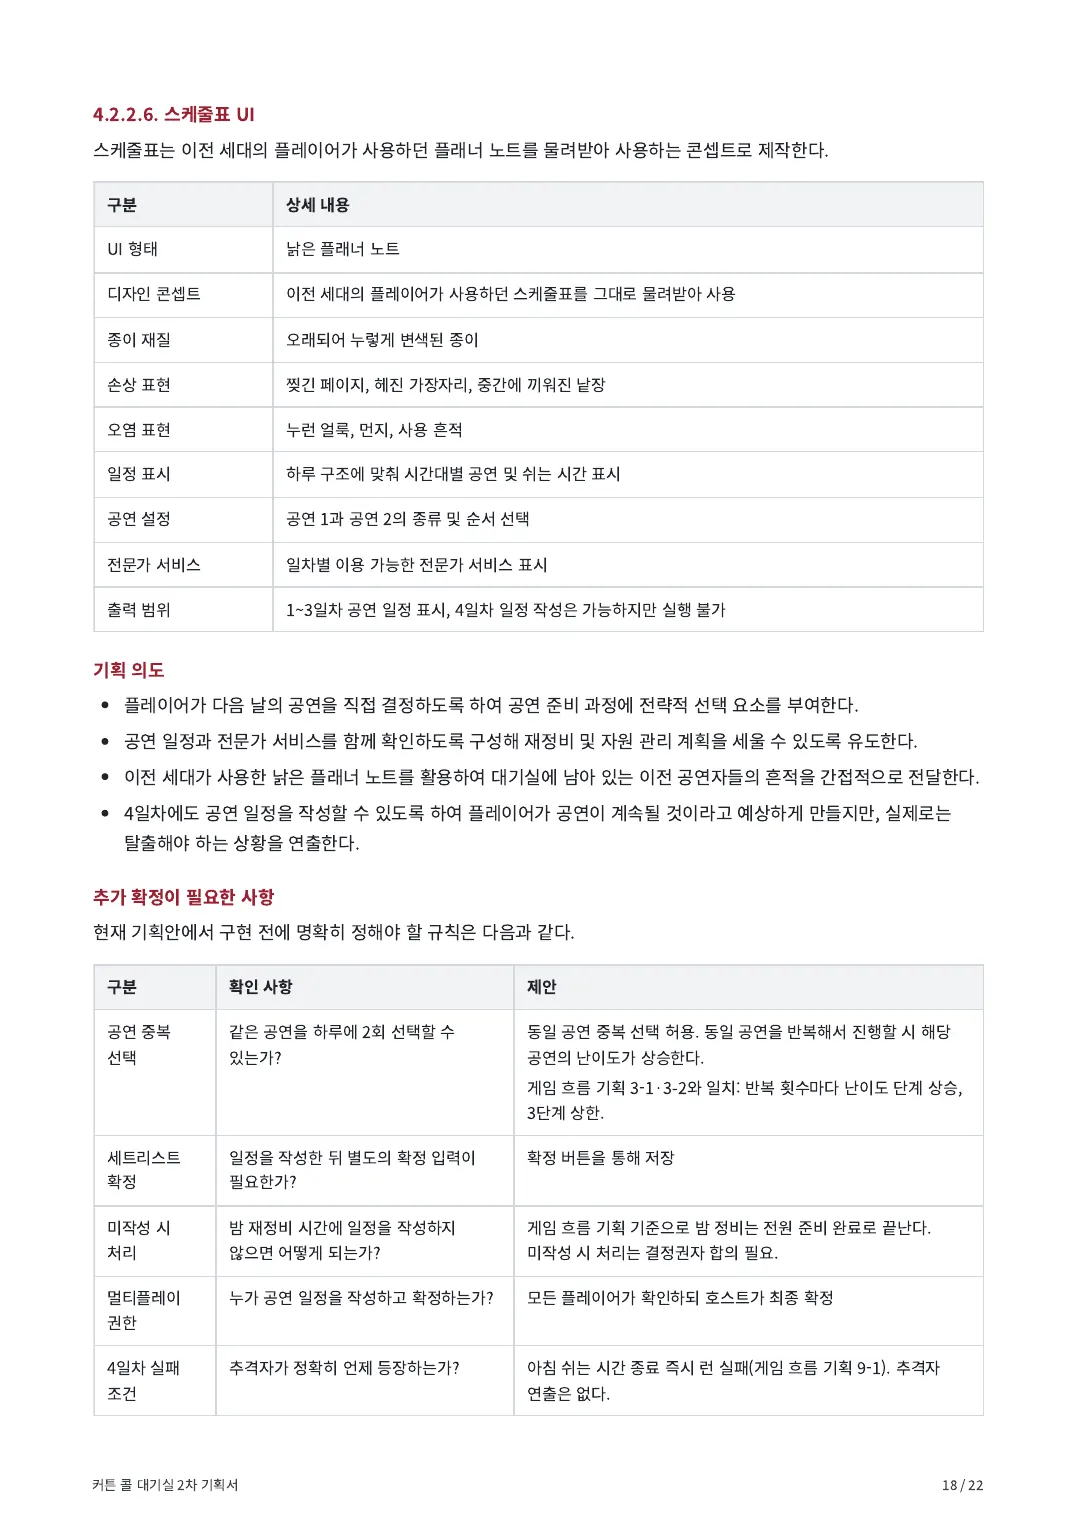 4.2.2.6. 스케줄표 UI
스케줄표는 이전 세대의 플레이어가 사용하던 플래너 노트를 물려받아 사용하는 콘셉트로 제작한다.
구분 상세 내용
UI 형태 낡은 플래너 노트
디자인 콘셉트 이전 세대의 플레이어가 사용하던 스케줄표를 그대로 물려받아 사용
종이 재질 오래되어 누렇게 변색된 종이
손상 표현 찢긴 페이지, 헤진 가장자리, 중간에 끼워진 낱장
오염 표현 누런 얼룩, 먼지, 사용 흔적
일정 표시 하루 구조에 맞춰 시간대별 공연 및 쉬는 시간 표시
공연 설정 공연 1과 공연 2의 종류 및 순서 선택
전문가 서비스 일차별 이용 가능한 전문가 서비스 표시
출력 범위 1~3일차 공연 일정 표시, 4일차 일정 작성은 가능하지만 실행 불가
기획 의도
• 플레이어가 다음 날의 공연을 직접 결정하도록 하여 공연 준비 과정에 전략적 선택 요소를 부여한다.
• 공연 일정과 전문가 서비스를 함께 확인하도록 구성해 재정비 및 자원 관리 계획을 세울 수 있도록 유도한다.
• 이전 세대가 사용한 낡은 플래너 노트를 활용하여 대기실에 남아 있는 이전 공연자들의 흔적을 간접적으로 전달한다.
• 4일차에도 공연 일정을 작성할 수 있도록 하여 플레이어가 공연이 계속될 것이라고 예상하게 만들지만, 실제로는
탈출해야 하는 상황을 연출한다.
추가 확정이 필요한 사항
현재 기획안에서 구현 전에 명확히 정해야 할 규칙은 다음과 같다.
구분 확인 사항 제안
공연 중복
선택
같은 공연을 하루에 2회 선택할 수
있는가?
동일 공연 중복 선택 허용. 동일 공연을 반복해서 진행할 시 해당
공연의 난이도가 상승한다.
게임 흐름 기획 3-1·3-2와 일치: 반복 횟수마다 난이도 단계 상승,
3단계 상한.
세트리스트
확정
일정을 작성한 뒤 별도의 확정 입력이
필요한가?
확정 버튼을 통해 저장
미작성 시
처리
밤 재정비 시간에 일정을 작성하지
않으면 어떻게 되는가?
게임 흐름 기획 기준으로 밤 정비는 전원 준비 완료로 끝난다.
미작성 시 처리는 결정권자 합의 필요.
멀티플레이
권한
누가 공연 일정을 작성하고 확정하는가?
모든 플레이어가 확인하되 호스트가 최종 확정
4일차 실패
조건
추격자가 정확히 언제 등장하는가?
아침 쉬는 시간 종료 즉시 런 실패(게임 흐름 기획 9-1). 추격자
연출은 없다.
커튼 콜 대기실 2차 기획서 18 / 22